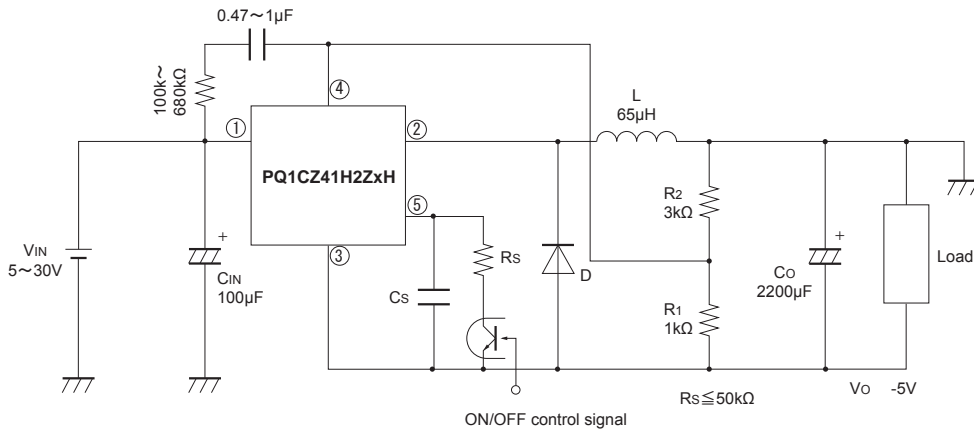 0.47～1µF
100k～
680kΩ
④
L
65µH
①
②
PQ1CZ41H2ZxH
R2
3kΩ
⑤
VIN
5～30V
+
CIN
100µF
③
RS
CS
D
+
CO
2200µF
Load
R1
1kΩ
RS≦50kΩ
VO -5V
ON/OFF control signal